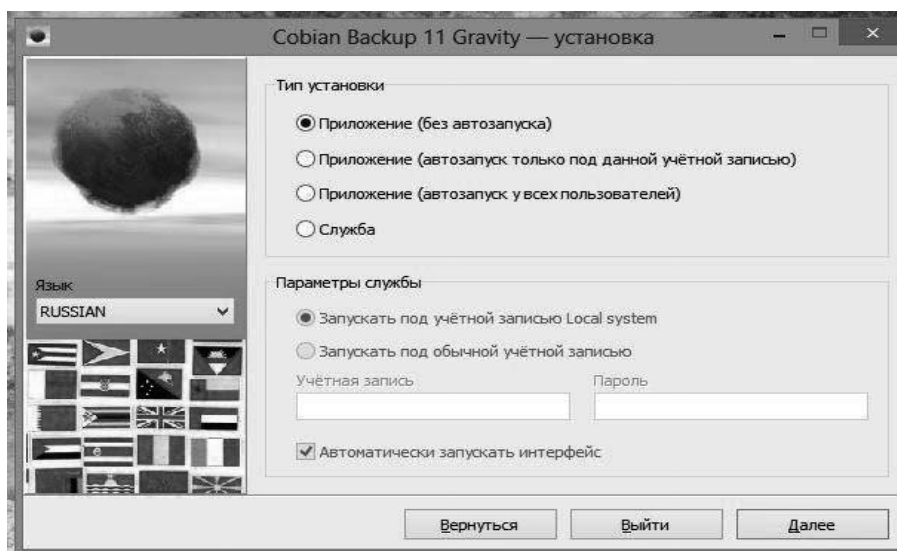 Cobian Backup 11 Gravity — установка
Тип установки
Приложение (без автозапуска)
Приложение (автозапуск только под данной учётной записью)
Приложение (автозапуск у всех пользователей)
Служба
Язык
RUSSIAN
Параметры службы
Запускать под учётной записью Local system
Запускать под обычной учётной записью
Учётная запись Пароль
Автоматически запускать интерфейс
Вернуться Выйти Далее